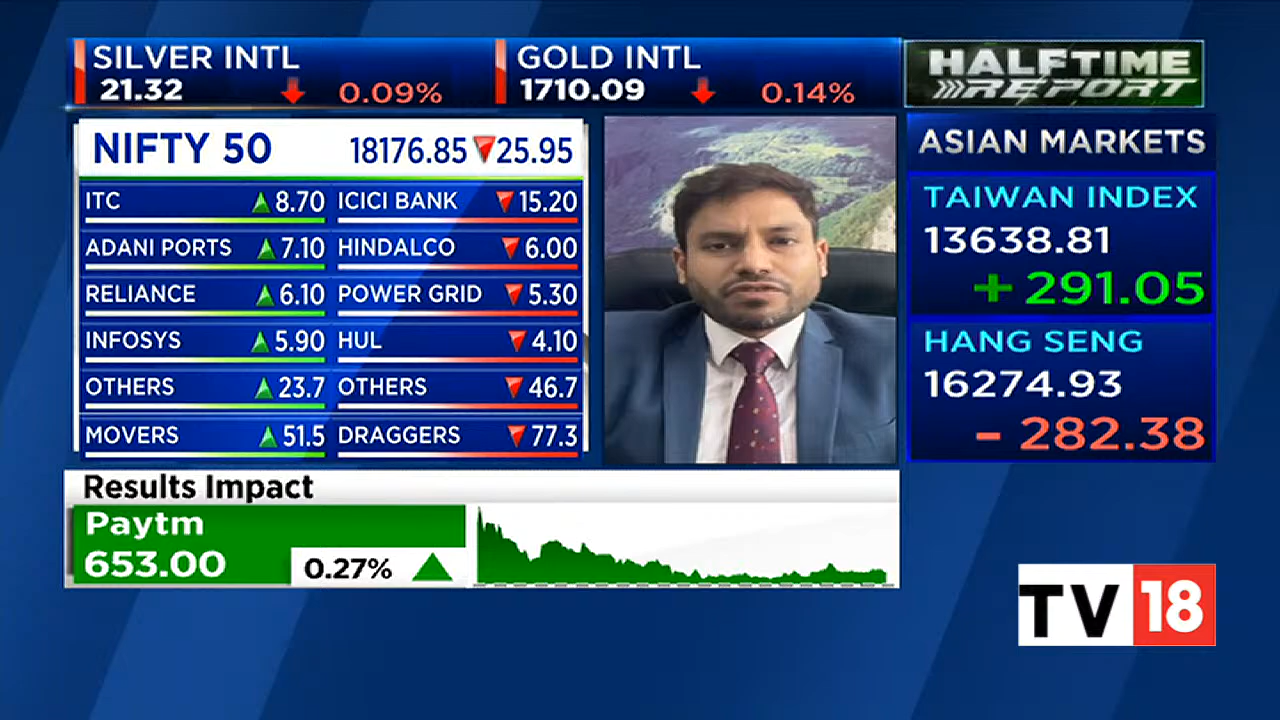 SILVER INTL
21.32 0.09%
GOLD INTL
1710.09 0.14%
HALFTIME
REPORT
NIFTY 50 18176.85 25.95
ITC 8.70 ICICI BANK 15.20
ADANI PORTS 7.10 HINDALCO 6.00
RELIANCE 6.10 POWER GRID 5.30
INFOSYS 5.90 HUL 4.10
OTHERS 23.7 OTHERS 46.7
MOVERS 51.5 DRAGGERS 77.3
ASIAN MARKETS
TAIWAN INDEX
13638.81
+ 291.05
HANG SENG
16274.93
- 282.38
Results Impact
Paytm
653.00 0.27%
TV18